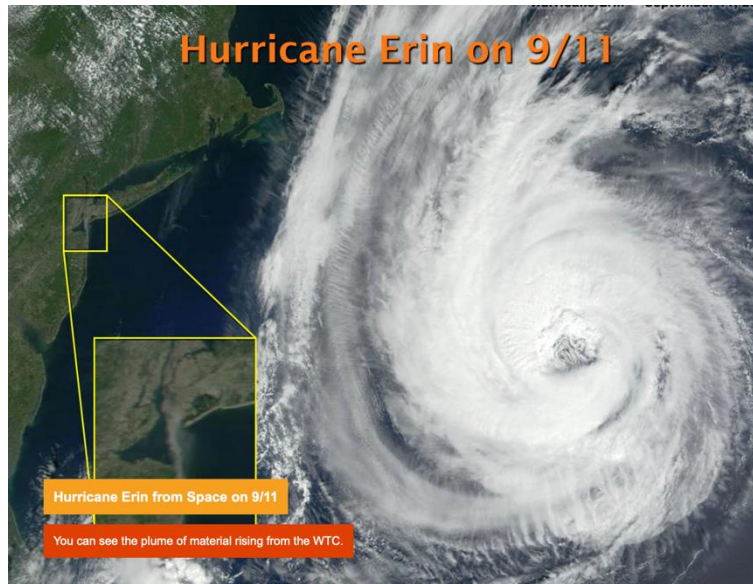 Hurricane Erin on 9/11
Hurricane Erin from Space on 9/11
You can see the plume of material rising from the WTC.